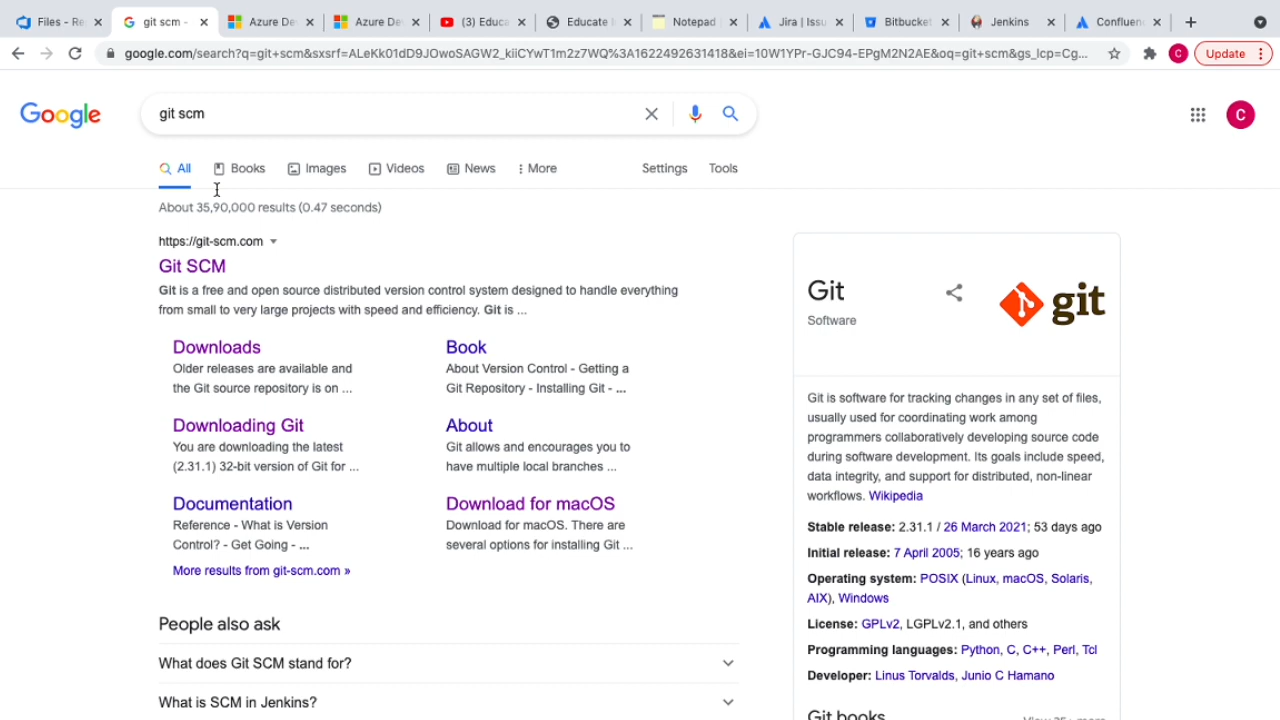 Files - Re
git scm -
Azure De
Azure De
(3) Educa
Educate
Notepad
Jira | Issu
Bitbucket
Jenkins
Confluen
google.com/search?q=git+scm&sxsrf=ALeKk01dD9JOwoSAGW2_kiiCYwT1m2z7WQ%3A1622492631418&ei=10W1YPr-GJC94-EPgM2N2AE&oq=git+scm&gs_lcp=Cg...
C
Update
Google
git scm
C
All
Books
Images
Videos
News
More
Settings
Tools
About 35,90,000 results (0.47 seconds)
https://git-scm.com
Git SCM
Git is a free and open source distributed version control system designed to handle everything
from small to very large projects with speed and efficiency. Git is ...
Downloads
Older releases are available and
the Git source repository is on ...
Book
About Version Control - Getting a
Git Repository - Installing Git - ...
Downloading Git
You are downloading the latest
(2.31.1) 32-bit version of Git for ...
About
Git allows and encourages you to
have multiple local branches ...
Documentation
Reference - What is Version
Control? - Get Going - ...
Download for macOS
Download for macOS. There are
several options for installing Git ...
More results from git-scm.com »
People also ask
What does Git SCM stand for?
What is SCM in Jenkins?
Git
Software
git
Git is software for tracking changes in any set of files,
usually used for coordinating work among
programmers collaboratively developing source code
during software development. Its goals include speed,
data integrity, and support for distributed, non-linear
workflows. Wikipedia
Stable release: 2.31.1 / 26 March 2021; 53 days ago
Initial release: 7 April 2005; 16 years ago
Operating system: POSIX (Linux, macOS, Solaris,
AIX), Windows
License: GPLv2, LGPLv2.1, and others
Programming languages: Python, C, C++, Perl, Tcl
Developer: Linus Torvalds, Junio C Hamano
Git books